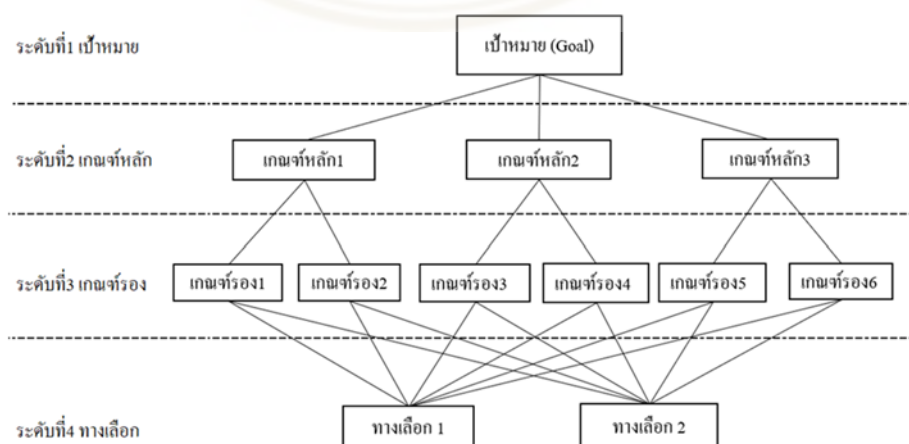 ระดับที่1 เป้าหมาย
เป้าหมาย (Goal)
ระดับที่2 เกณฑ์หลัก
เกณฑ์หลัก1
เกณฑ์หลัก2
เกณฑ์หลัก3
ระดับที่3 เกณฑ์รอง
เกณฑ์รอง1
เกณฑ์รอง2
เกณฑ์รอง3
เกณฑ์รอง4
เกณฑ์รอง5
เกณฑ์รอง6
ระดับที่4 ทางเลือก
ทางเลือก 1
ทางเลือก 2